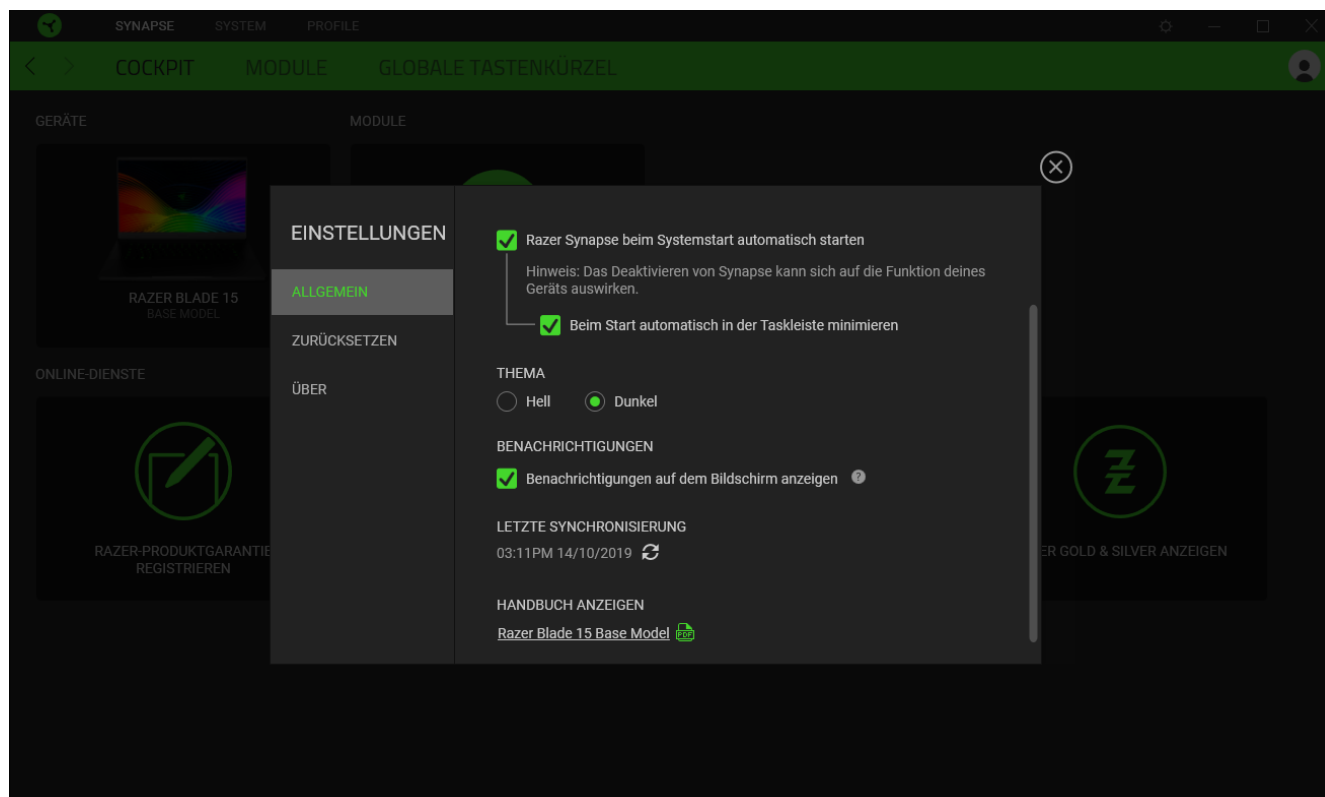 SYNAPSE SYSTEM PROFILE
COCKPIT MODULE GLOBALE TASTENKÜRZEL
GERÄTE MODULE
RAZER BLADE 15
BASE MODEL
ONLINE-DIENSTE
RAZER-PRODUKTGARANTIE
REGISTRIEREN
ER GOLD & SILVER ANZEIGEN
EINSTELLUNGEN
ALLGEMEIN
ZURÜCKSETZEN
ÜBER
Razer Synapse beim Systemstart automatisch starten
Hinweis: Das Deaktivieren von Synapse kann sich auf die Funktion deines
Geräts auswirken.
Beim Start automatisch in der Taskleiste minimieren
THEMA
Hell Dunkel
BENACHRICHTIGUNGEN
Benachrichtigungen auf dem Bildschirm anzeigen ?
LETZTE SYNCHRONISIERUNG
03:11PM 14/10/2019
HANDBUCH ANZEIGEN
Razer Blade 15 Base Model PDF